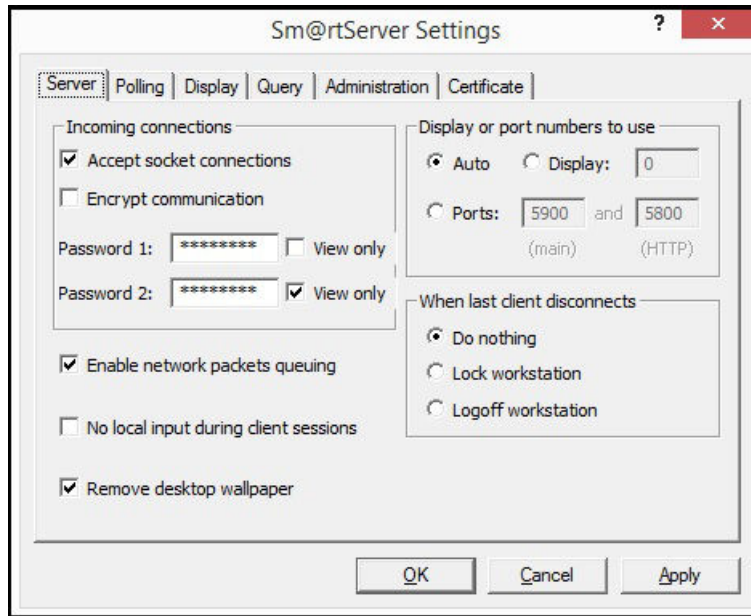 Sm@rtServer Settings
?
Server Polling Display Query Administration Certificate
Incoming connections
Accept socket connections
Encrypt communication
Password 1: ******** View only
Password 2: ******** View only
Enable network packets queuing
No local input during client sessions
Remove desktop wallpaper
Display or port numbers to use
Auto Display: 0
Ports: 5900 and 5800
(main) (HTTP)
When last client disconnects
Do nothing
Lock workstation
Logoff workstation
OK Cancel Apply